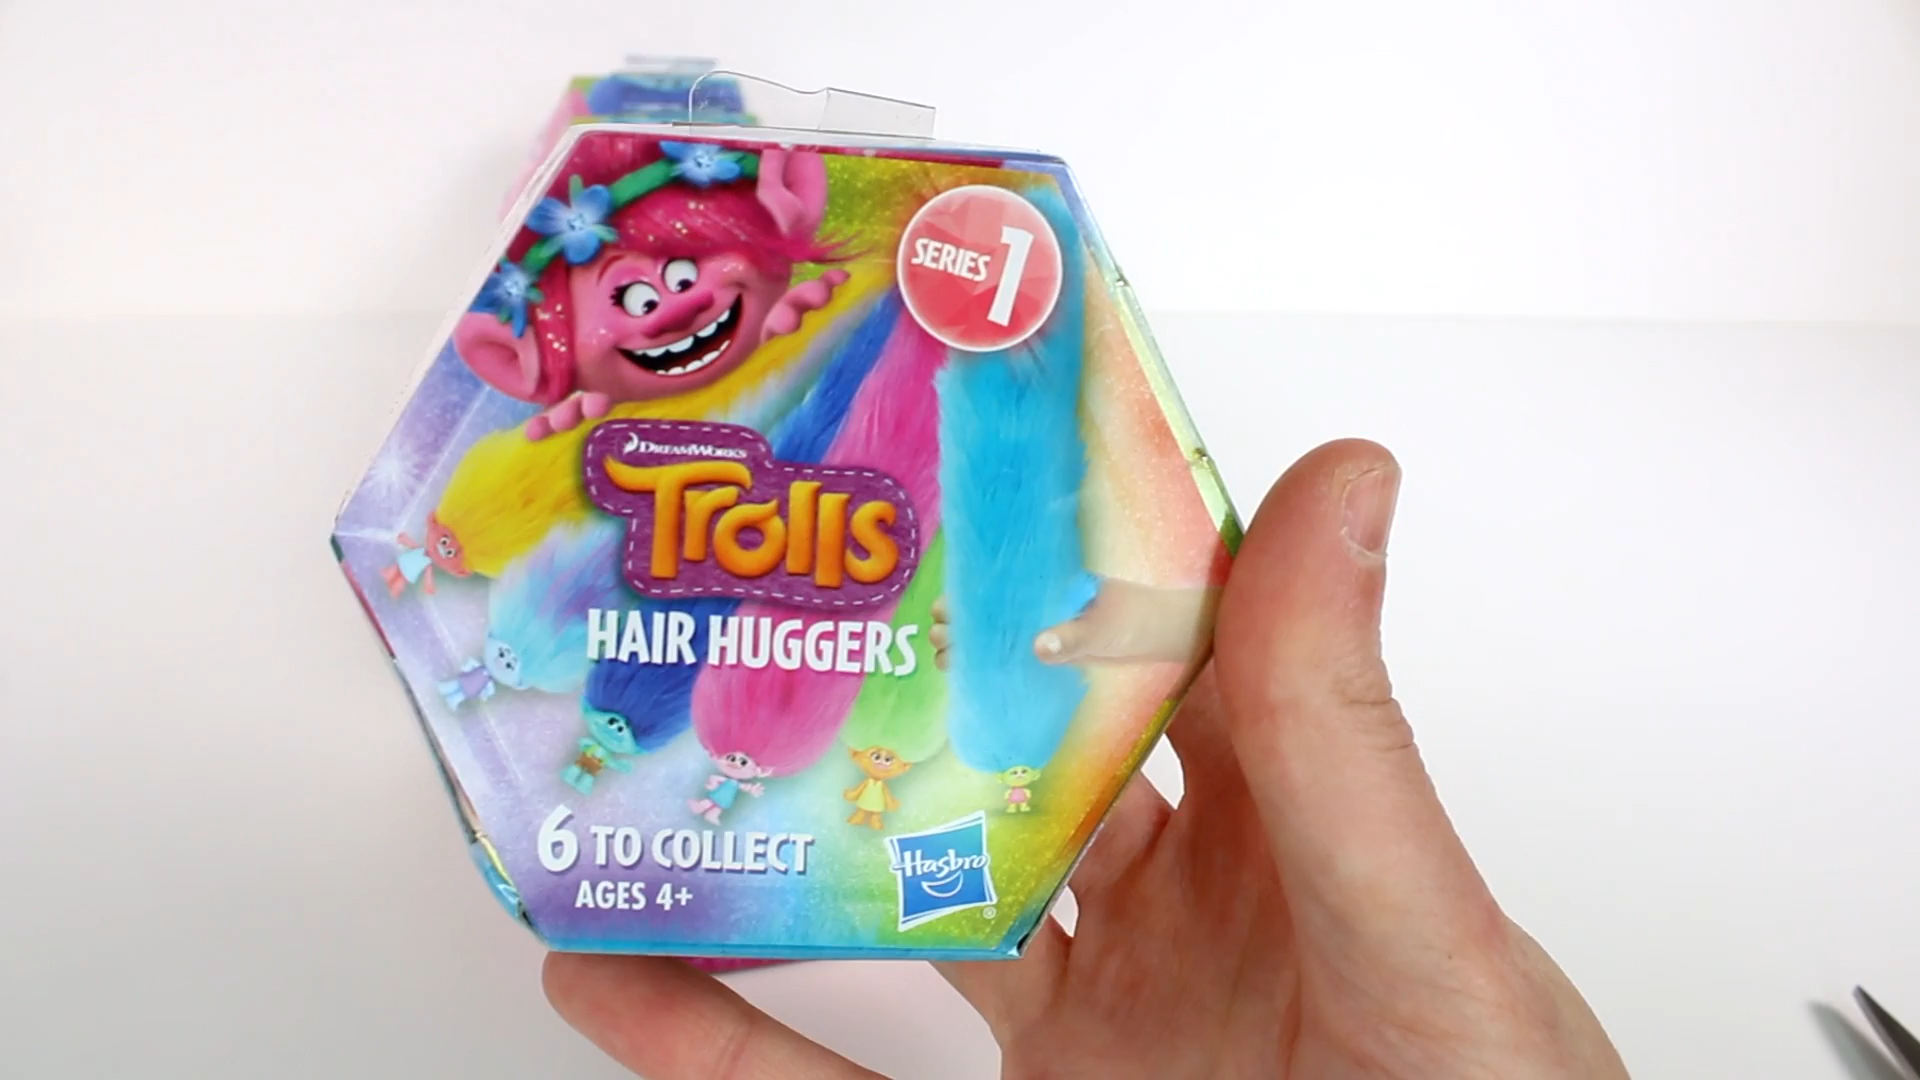 SERIES 1
DREAMWORKS
Trolls
HAIR HUGGERS
6 TO COLLECT
AGES 4+
Hasbro
®